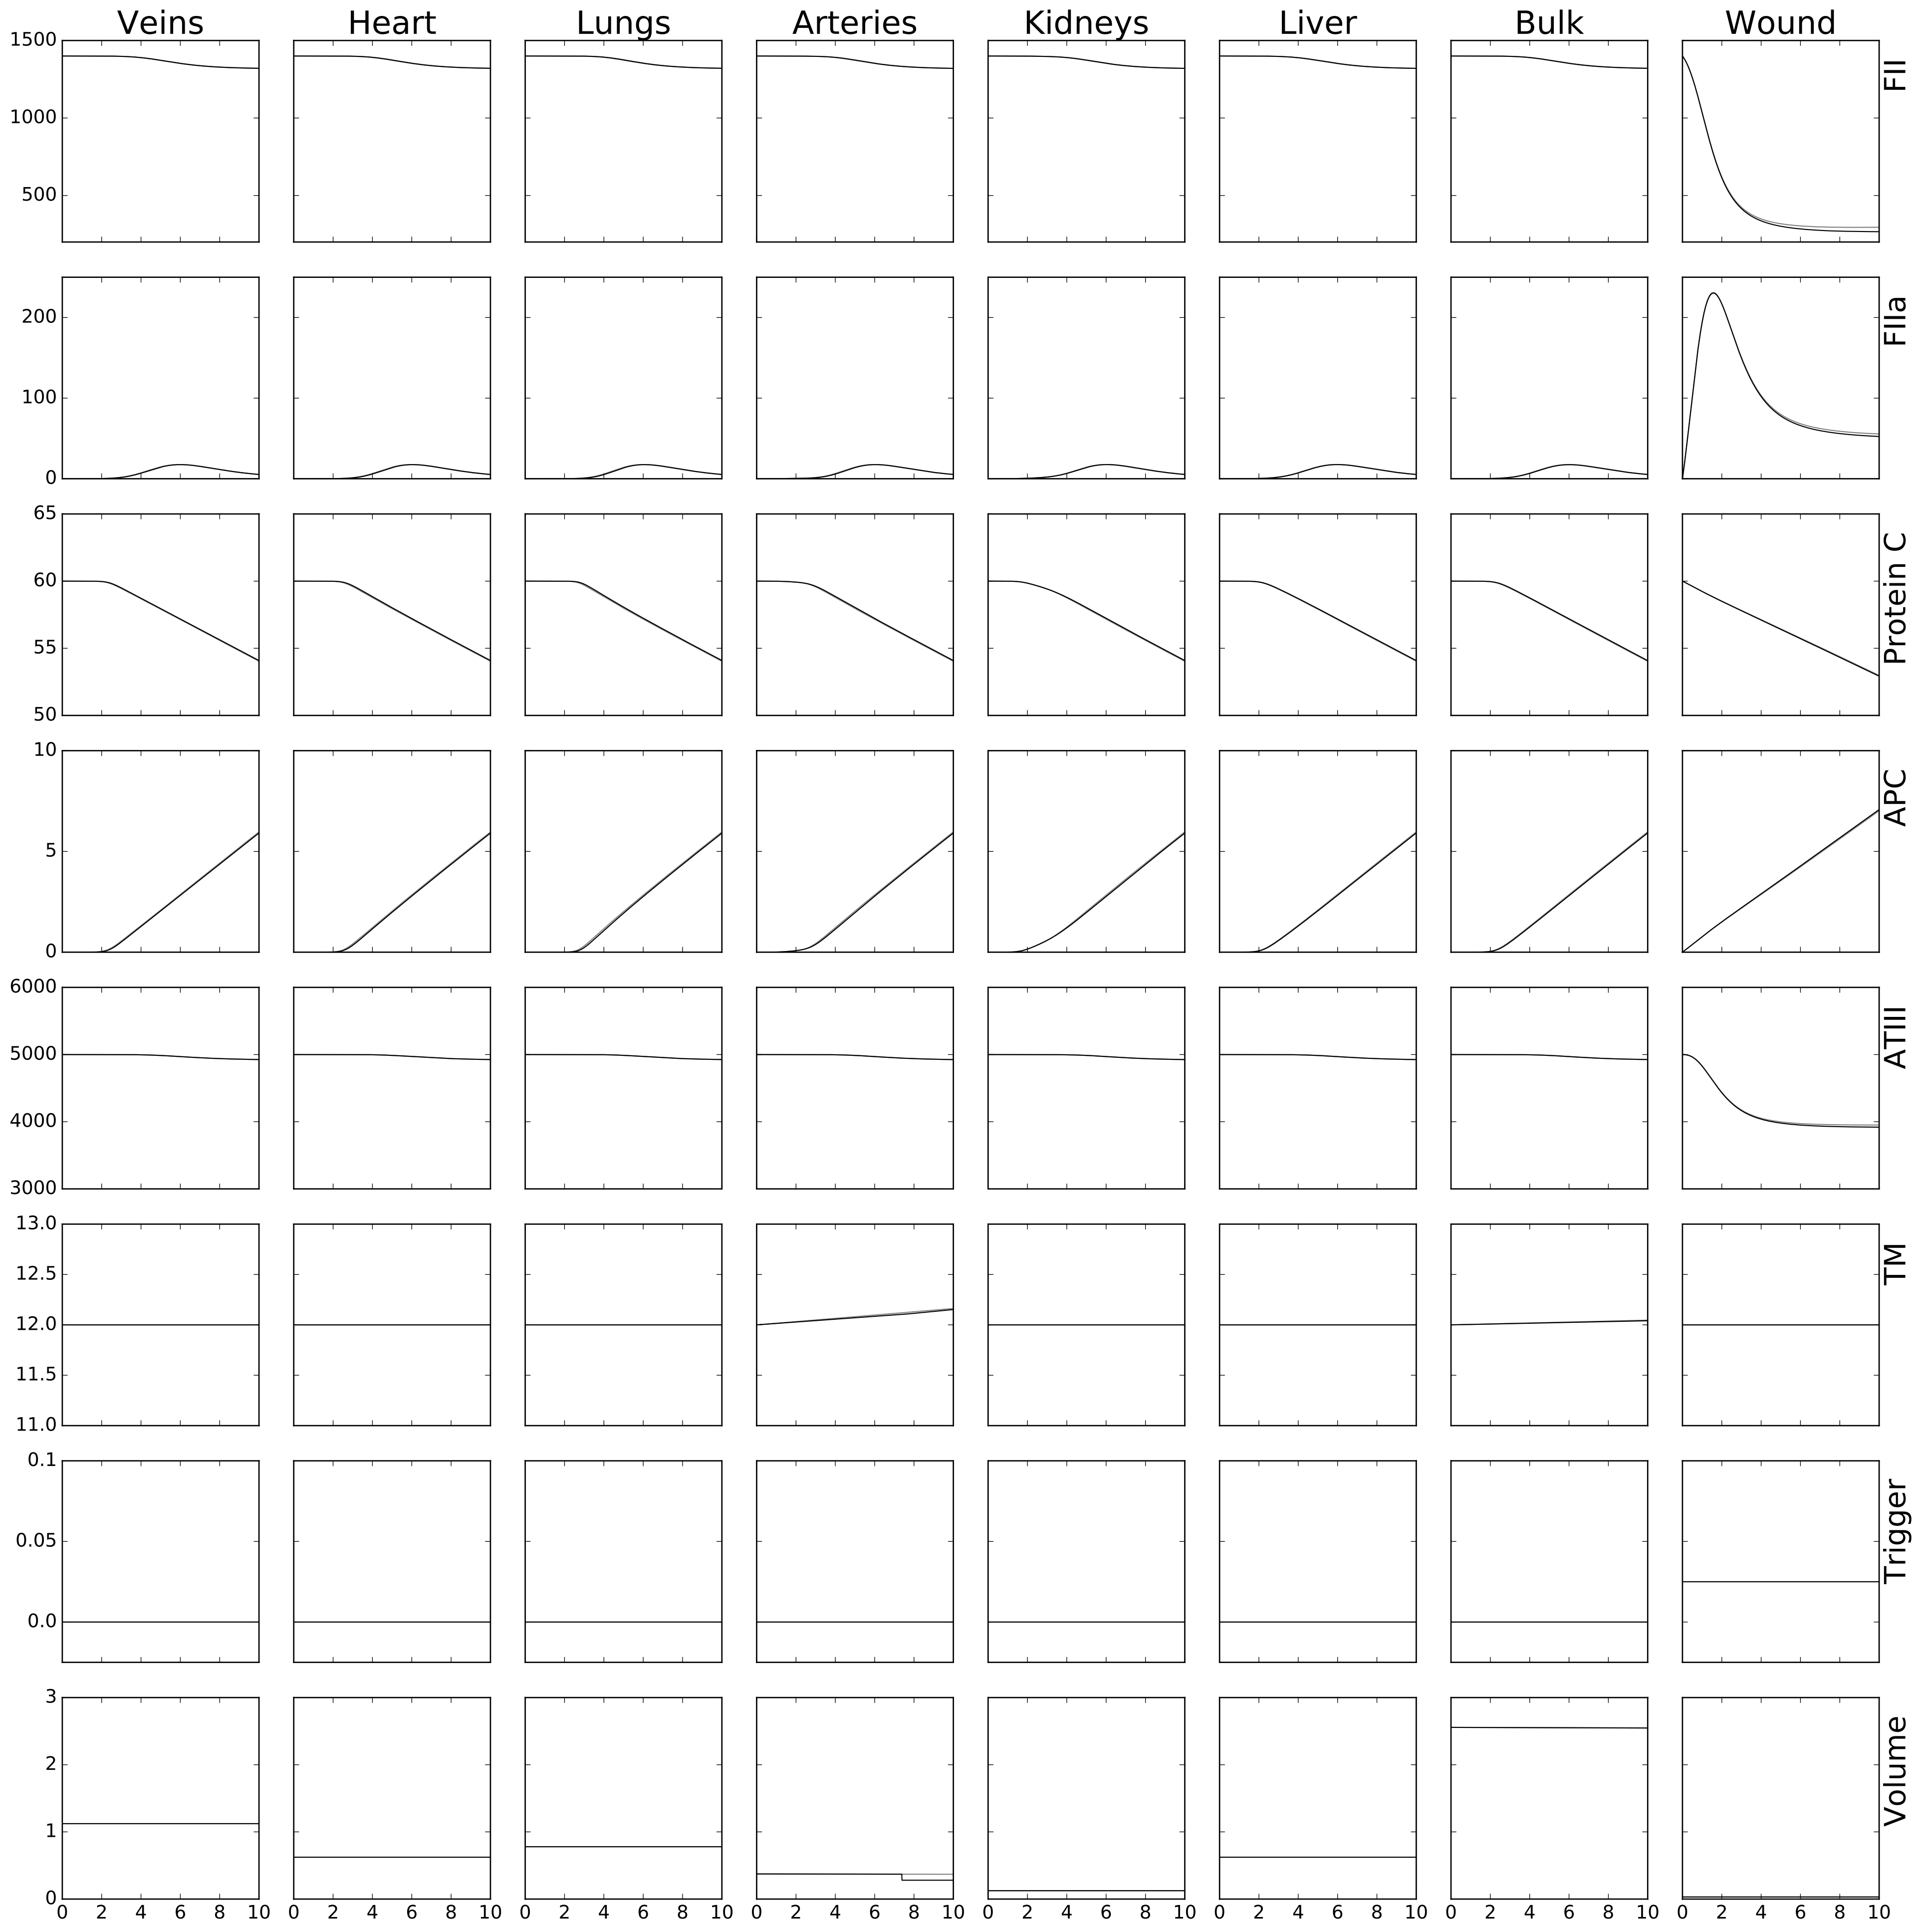 Veins Heart Lungs Arteries Kidneys Liver Bulk Wound
1500
1000
500
FII
200
100
0
FIIa
65
60
55
50
Protein C
10
5
0
APC
6000
5000
4000
3000
ATIII
13.0
12.5
12.0
11.5
11.0
TM
0.1
0.05
0.0
Trigger
3
2
1
0
Volume
0 2 4 6 8 10 0 2 4 6 8 10 0 2 4 6 8 10 0 2 4 6 8 10 0 2 4 6 8 10 0 2 4 6 8 10 0 2 4 6 8 10 0 2 4 6 8 10